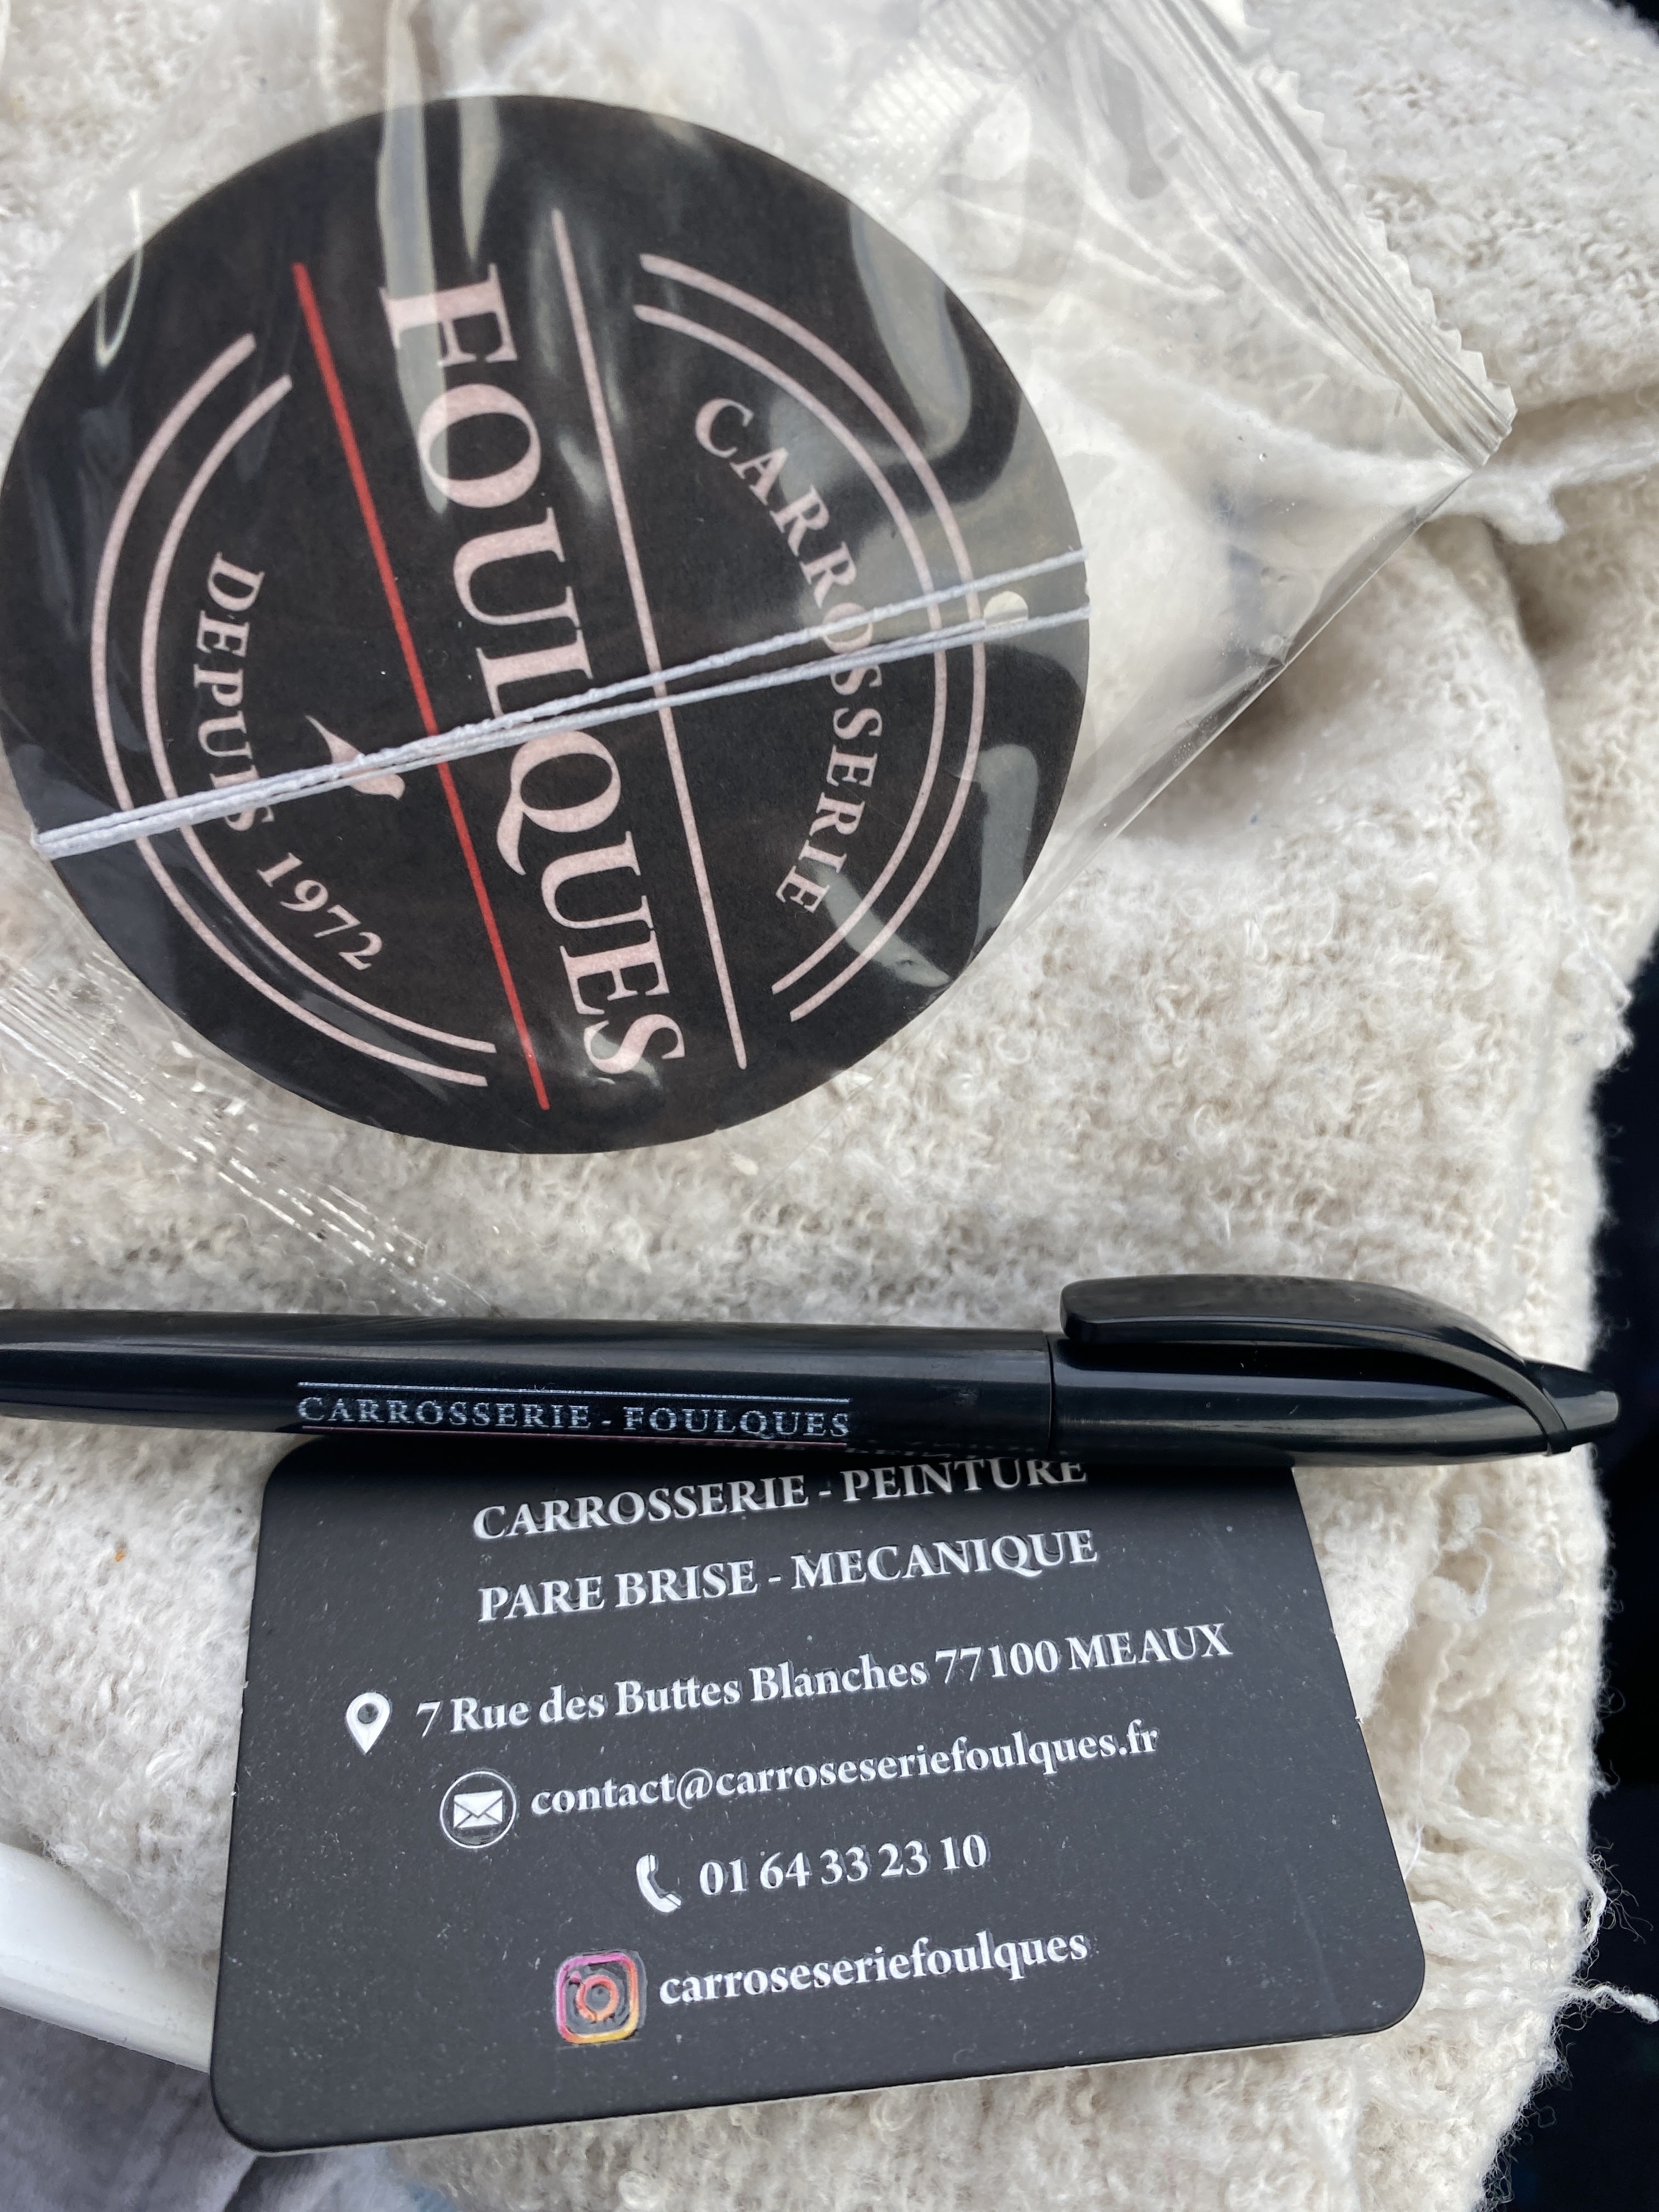 CARROSSERIE
FOULQUES
DEPUIS 1972
CARROSSERIE - FOULQUES
CARROSSERIE - PEINTURE
PARE BRISE - MECANIQUE
7 Rue des Buttes Blanches 77100 MEAUX
contact@carroseseriefoulques.fr
01 64 33 23 10
carroseseriefoulques